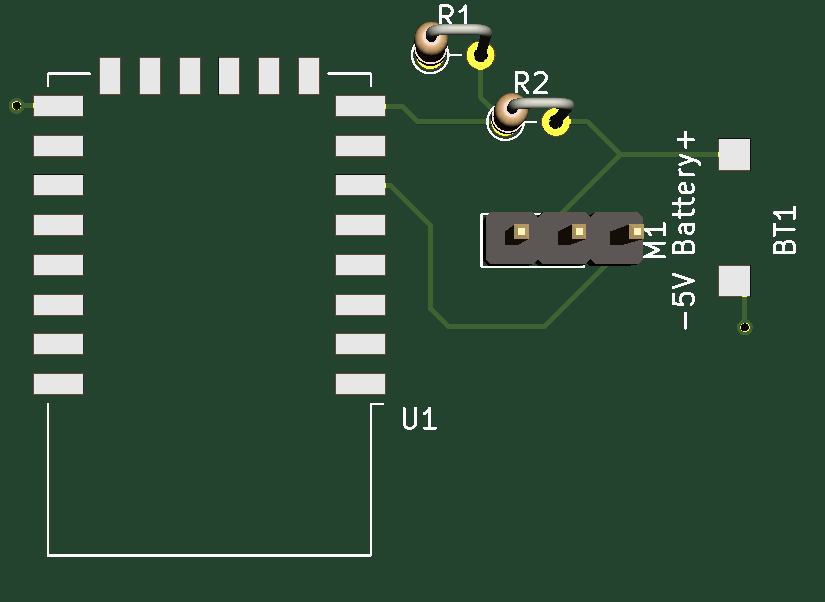 R1
R2
M1
-5V Battery+
BT1
U1